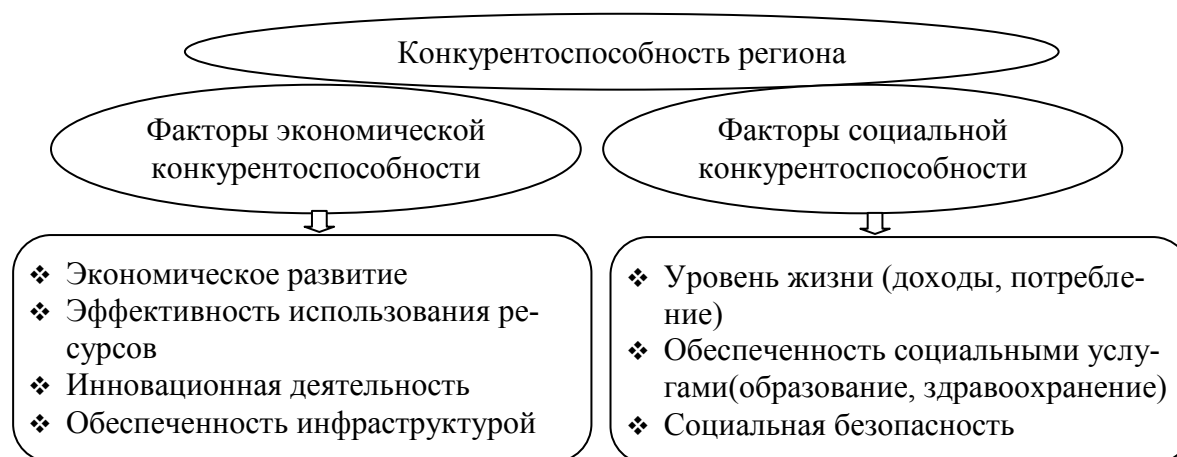 Конкурентоспособность региона
Факторы экономической
конкурентоспособности
Факторы социальной
конкурентоспособности
❖ Экономическое развитие
❖ Эффективность использования ре-
сурсов
❖ Инновационная деятельность
❖ Обеспеченность инфраструктурой
❖ Уровень жизни (доходы, потребле-
ние)
❖ Обеспеченность социальными услу-
гами(образование, здравоохранение)
❖ Социальная безопасность